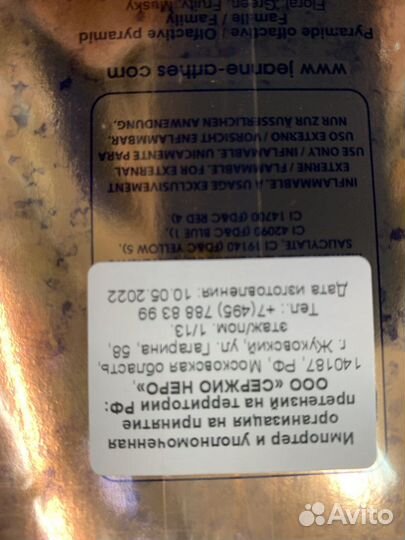 Импортер и уполномоченная
организация на принятие
претензий на территории РФ:
ООО «СЕРЖИО НЕРО»,
140187, РФ, Московская область,
г. Жуковский, ул. Гагарина, 58,
этаж/пом. 1/13.
Тел.: +7(495) 788 83 99
Дата изготовления: 10.05.2022
SALICYLATE, CI 19140 (FD&C YELLOW 5),
CI 42090 (FD&C BLUE 1),
CI 14700 (FD&C RED 4).
INFLAMMABLE. A USAGE EXCLUSIVEMENT
EXTERNE / FLAMMABLE. FOR EXTERNAL
USE ONLY / INFLAMMABLE. UNICAMENTE PARA
USO EXTERNO / VORSICHT ENFLAMMBAR,
NUR ZUR ÄUSSERLICHEN ANWENDUNG.
www.jeanne-arthes.com
Pyramide olfactive / Olfactive pyramid
Famille / Family
Floral, Green, Fruity, Musky
Avito